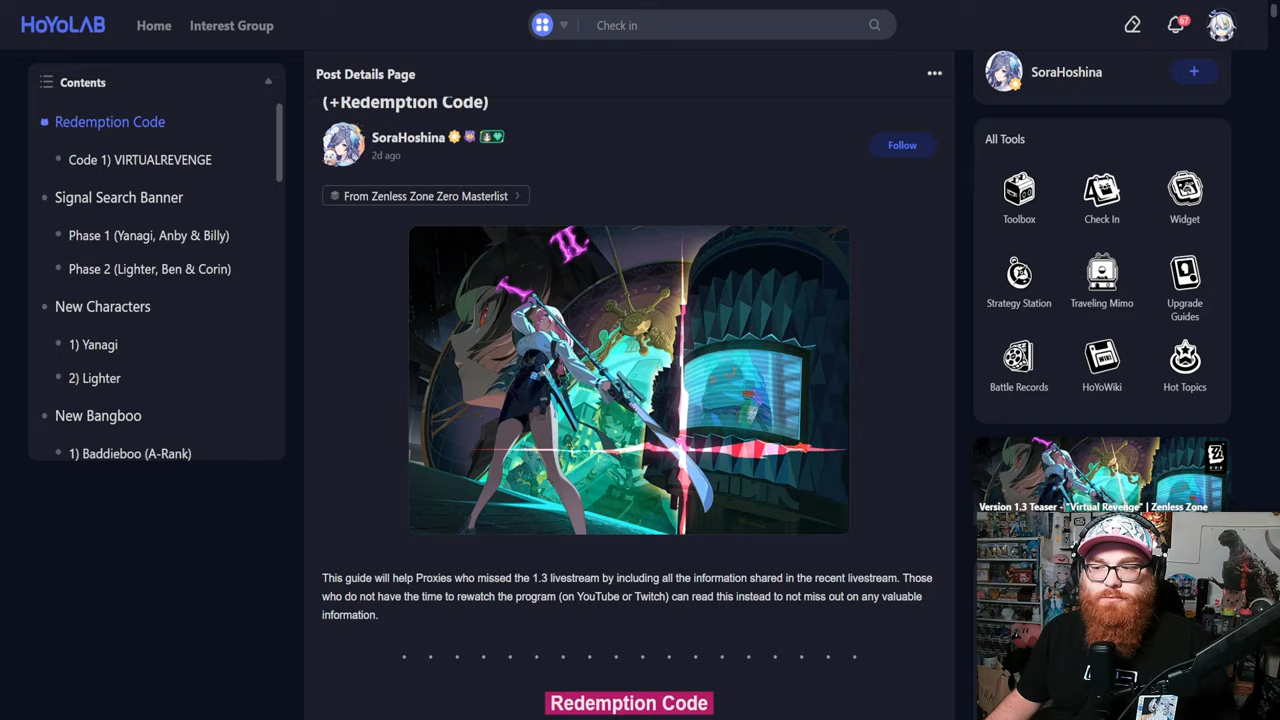 HoYoLAB
Home
Interest Group
Check in
67
Contents
Redemption Code
Code 1) VIRTUALREVENGE
Signal Search Banner
Phase 1 (Yanagi, Anby & Billy)
Phase 2 (Lighter, Ben & Corin)
New Characters
1) Yanagi
2) Lighter
New Bangboo
1) Baddieboo (A-Rank)
Post Details Page
(+Redemption Code)
SoraHoshina
2d ago
Follow
From Zenless Zone Zero Masterlist
This guide will help Proxies who missed the 1.3 livestream by including all the information shared in the recent livestream. Those
who do not have the time to rewatch the program (on YouTube or Twitch) can read this instead to not miss out on any valuable
information.
Redemption Code
SoraHoshina
All Tools
Toolbox
Check In
Widget
Strategy Station
Traveling Mimo
Upgrade
Guides
Battle Records
HoYoWiki
Hot Topics
Version 1.3 Teaser - "Virtual Revenge" | Zenless Zone